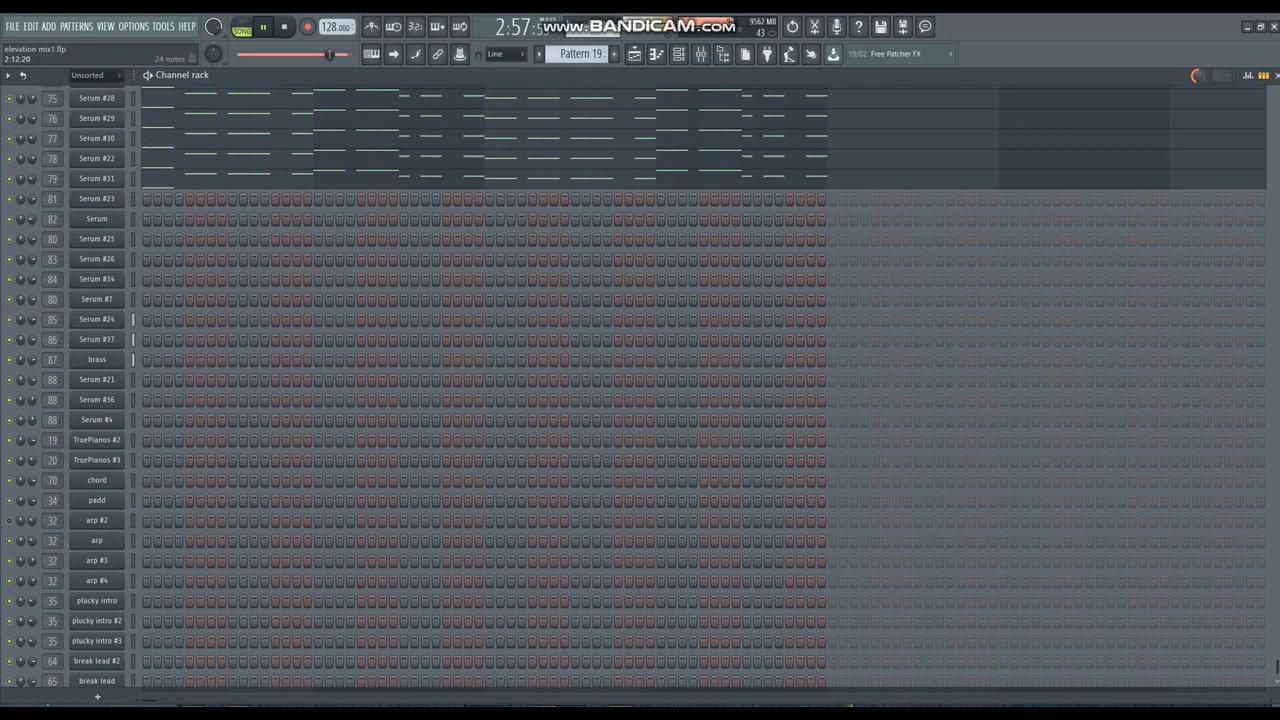 FILE EDIT ADD PATTERNS VIEW OPTIONS TOOLS HELP
SONG
128.000
2:57:5
www.BANDICAM.com
9562 MB
43
elevation mix1.flp
2:12:20
24 notes
Line
Pattern 19
19/02 Free Patcher FX
Unsorted
Channel rack
75 Serum #28
76 Serum #29
77 Serum #30
78 Serum #22
79 Serum #31
81 Serum #23
82 Serum
80 Serum #25
83 Serum #26
84 Serum #34
80 Serum #7
85 Serum #24
86 Serum #37
87 brass
88 Serum #21
88 Serum #36
88 Serum #4
19 TruePianos #2
20 TruePianos #3
70 chord
34 padd
32 arp #2
32 arp
32 arp #3
32 arp #4
35 plucky intro
35 plucky intro #2
35 plucky intro #3
64 break lead #2
65 break lead